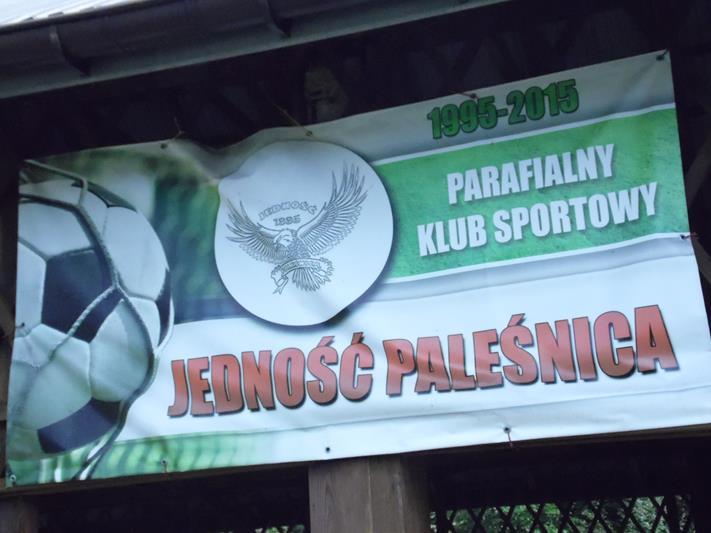 1995-2015
PARAFIALNY
KLUB SPORTOWY
JEDNOŚĆ
1995
JEDNOŚĆ PALEŚNICA